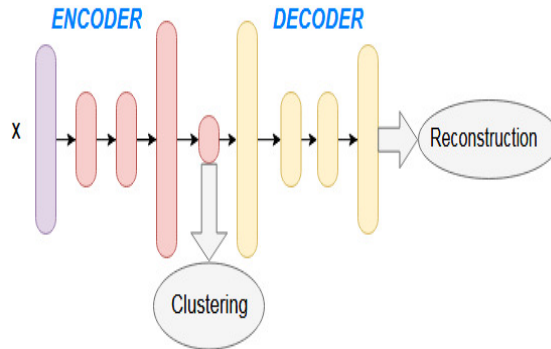 ENCODER
DECODER
x
Reconstruction
Clustering